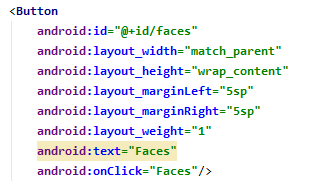 <Button
android:id="@+id/faces"
android:layout_width="match_parent"
android:layout_height="wrap_content"
android:layout_marginLeft="5sp"
android:layout_marginRight="5sp"
android:layout_weight="1"
android:text="Faces"
android:onClick="Faces"/>